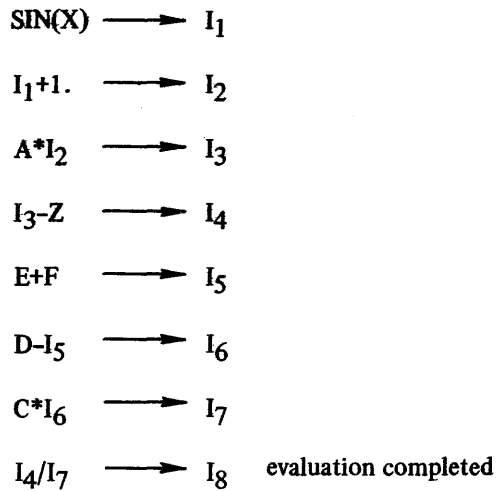 SIN(X) → I₁
I₁+1. → I₂
A*I₂ → I₃
I₃-Z → I₄
E+F → I₅
D-I₅ → I₆
C*I₆ → I₇
I₄/I₇ → I₈ evaluation completed